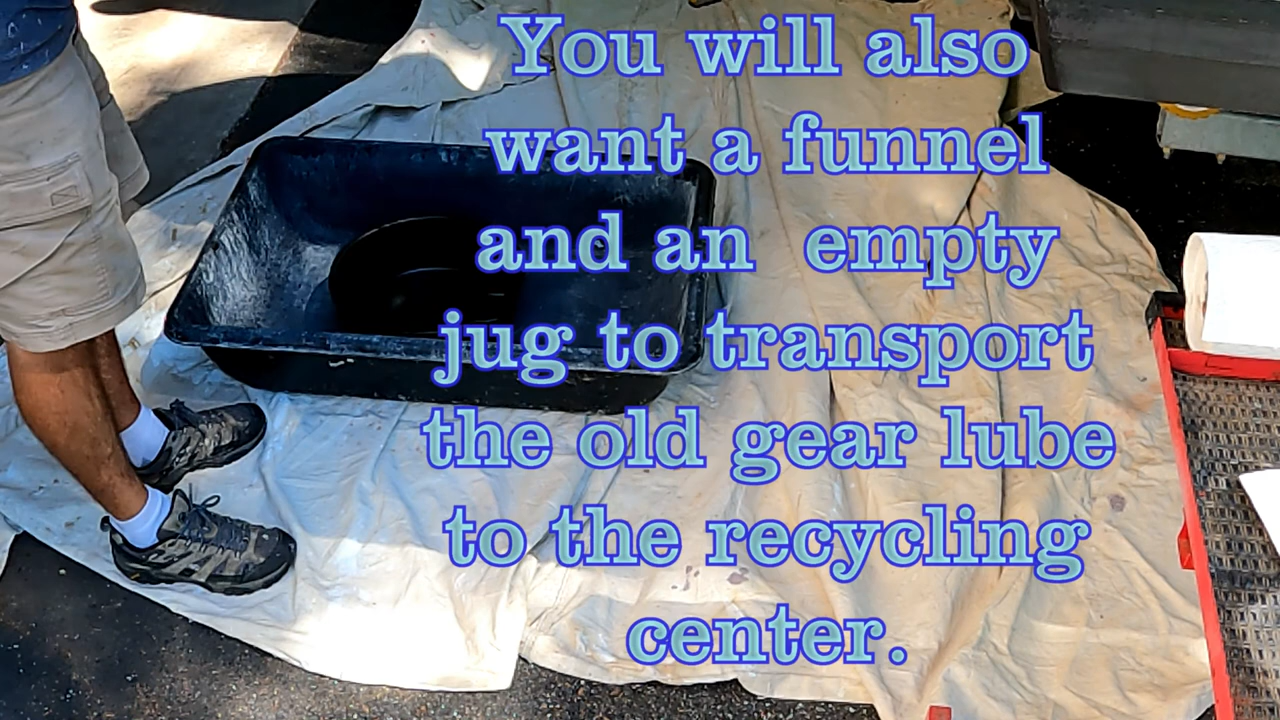 You will also
want a funnel
and an  empty
jug to transport
the old gear lube
to the recycling
center.